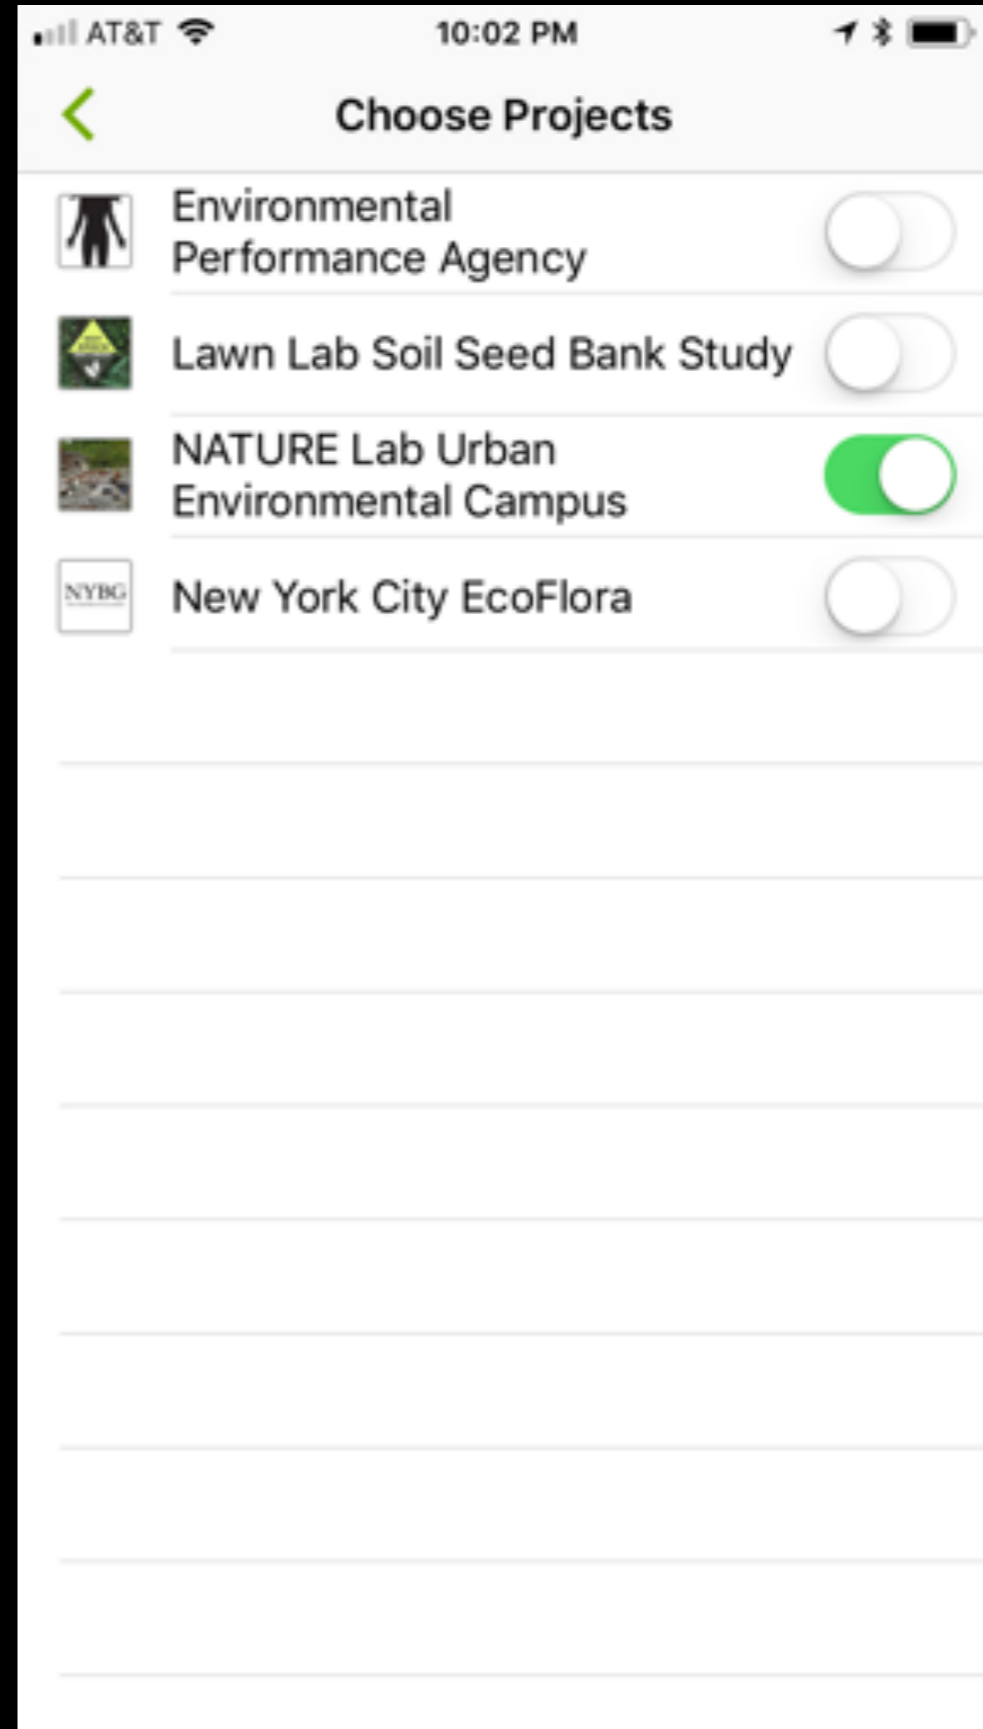 AT&T 10:02 PM
Choose Projects
Environmental
Performance Agency
Lawn Lab Soil Seed Bank Study
NATURE Lab Urban
Environmental Campus
NYBG
New York City EcoFlora